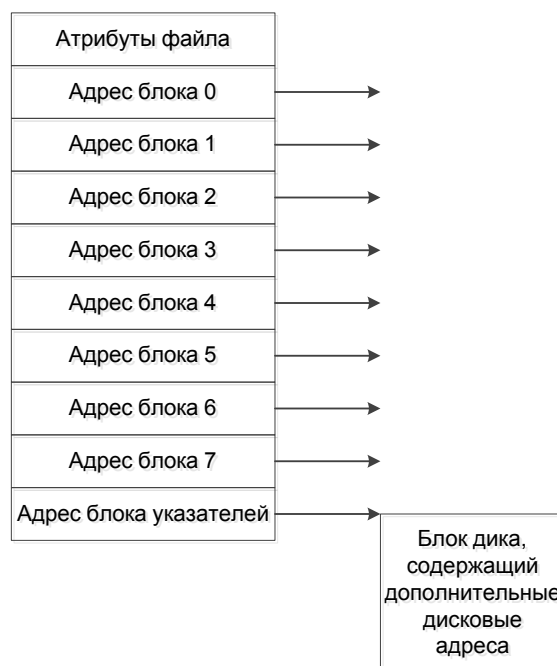 Атрибуты файла
Адрес блока 0
Адрес блока 1
Адрес блока 2
Адрес блока 3
Адрес блока 4
Адрес блока 5
Адрес блока 6
Адрес блока 7
Адрес блока указателей
Блок дика,
содержащий
дополнительные
дисковые
адреса